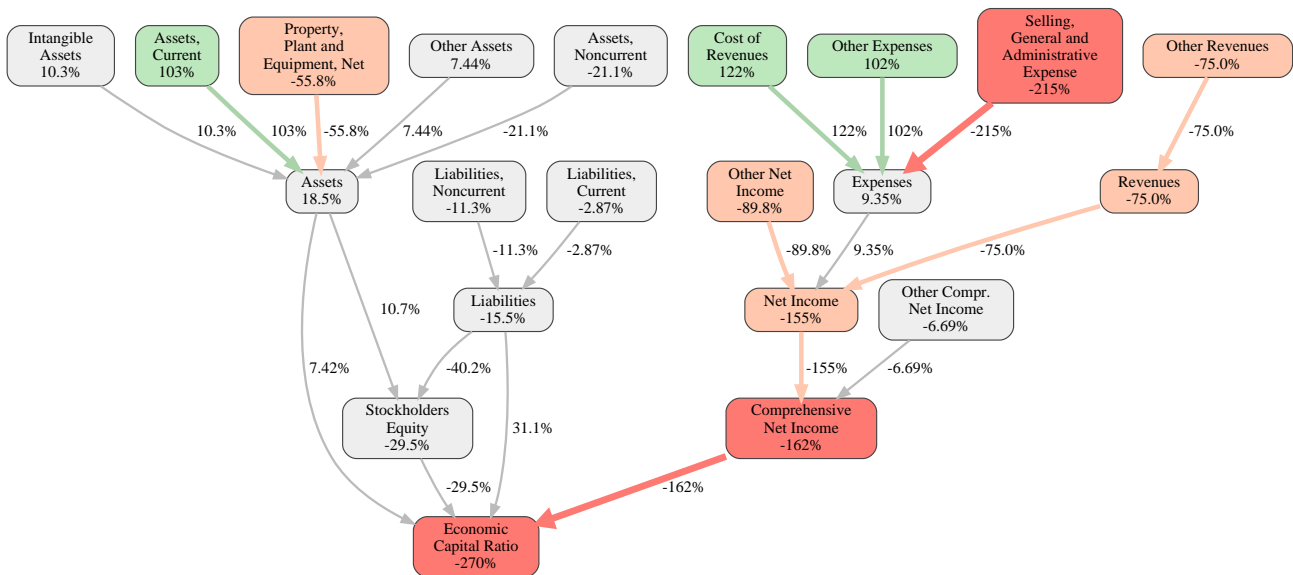 Intangible
Assets
10.3%
Assets,
Current
103%
Property,
Plant and
Equipment, Net
-55.8%
Other Assets
7.44%
Assets,
Noncurrent
-21.1%
Cost of
Revenues
122%
Other Expenses
102%
Selling,
General and
Administrative
Expense
-215%
Other Revenues
-75.0%
10.3%
103%
-55.8%
7.44%
-21.1%
122%
102%
-215%
-75.0%
Assets
18.5%
Liabilities,
Noncurrent
-11.3%
Liabilities,
Current
-2.87%
Other Net
Income
-89.8%
Expenses
9.35%
Revenues
-75.0%
-11.3%
-2.87%
-89.8%
9.35%
-75.0%
10.7%
Liabilities
-15.5%
Net Income
-155%
Other Compr.
Net Income
-6.69%
7.42%
-40.2%
-155%
-6.69%
Stockholders
Equity
-29.5%
31.1%
Comprehensive
Net Income
-162%
-29.5%
-162%
Economic
Capital Ratio
-270%